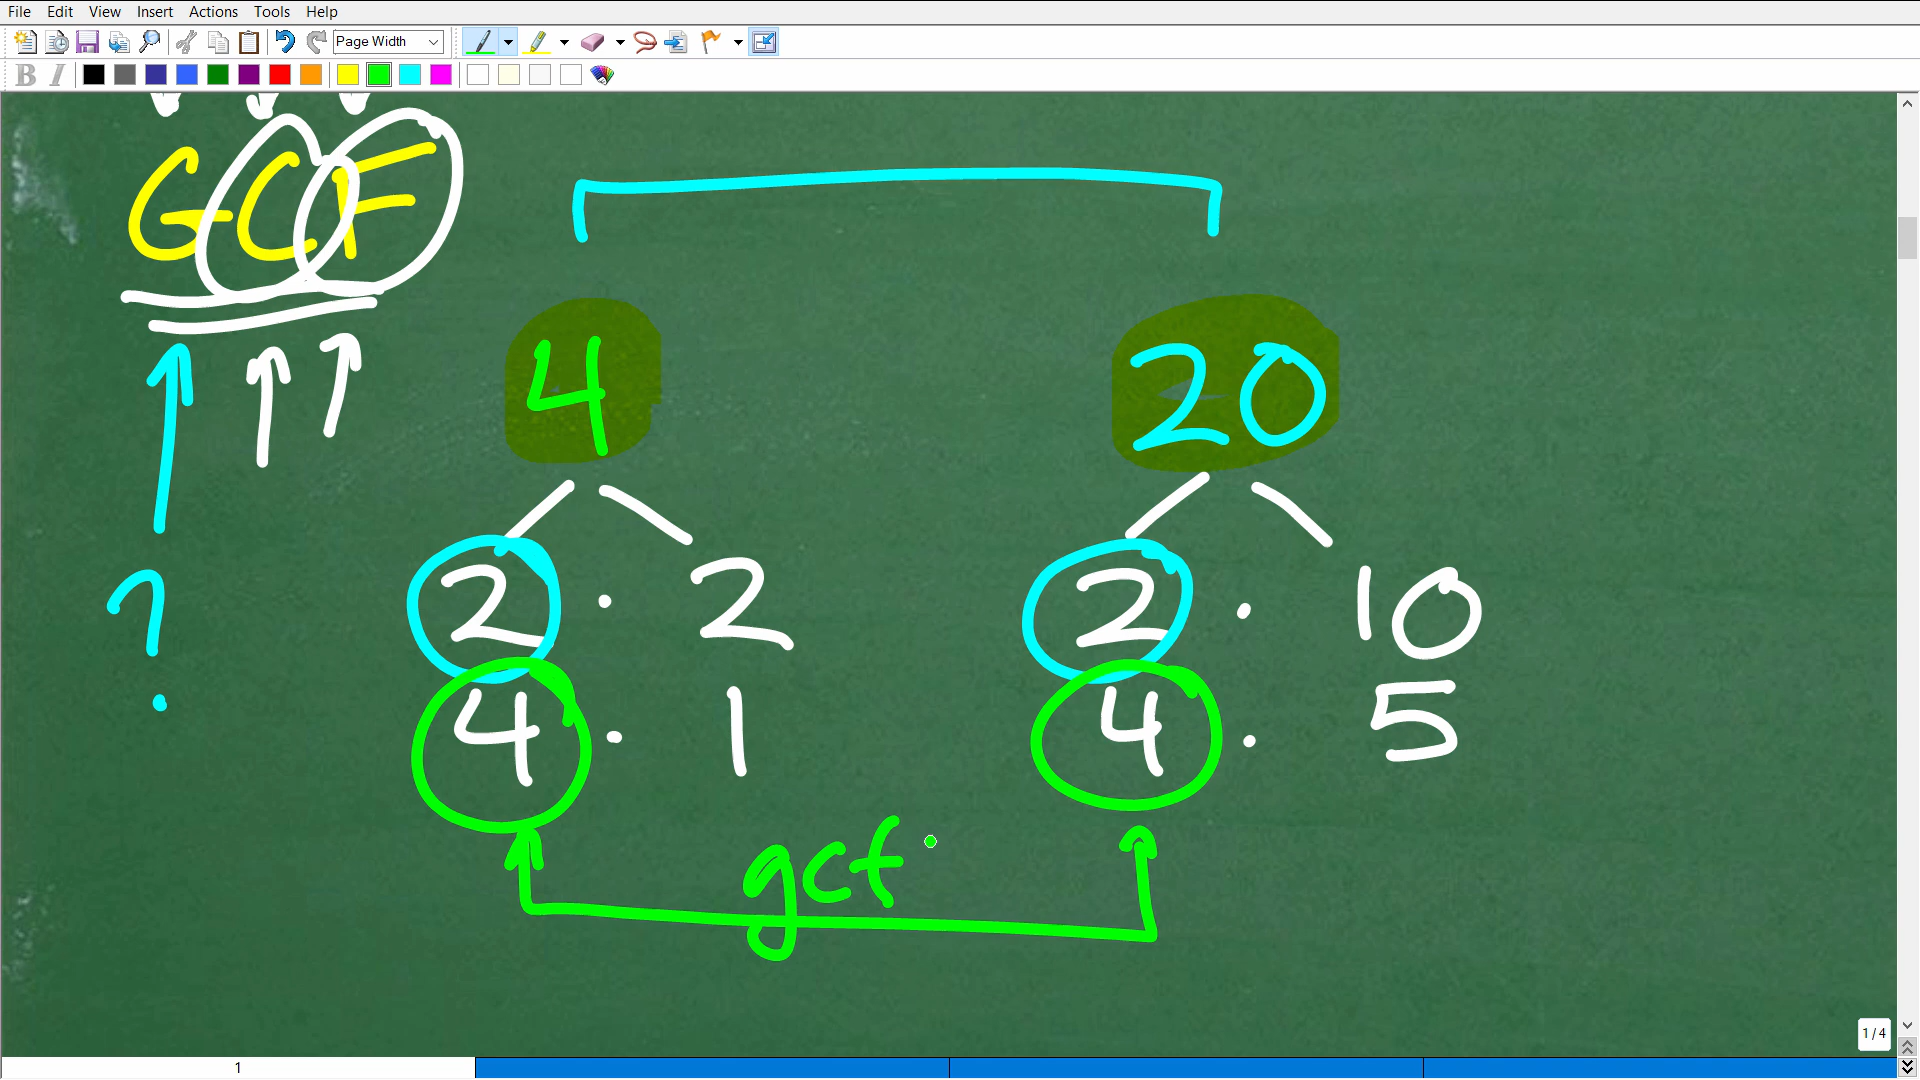 File Edit View Insert Actions Tools Help
Page Width
B I
GCF
4 20
2 · 2 2 · 10
4 · 1 4 · 5
?
gcf
1 / 4
1